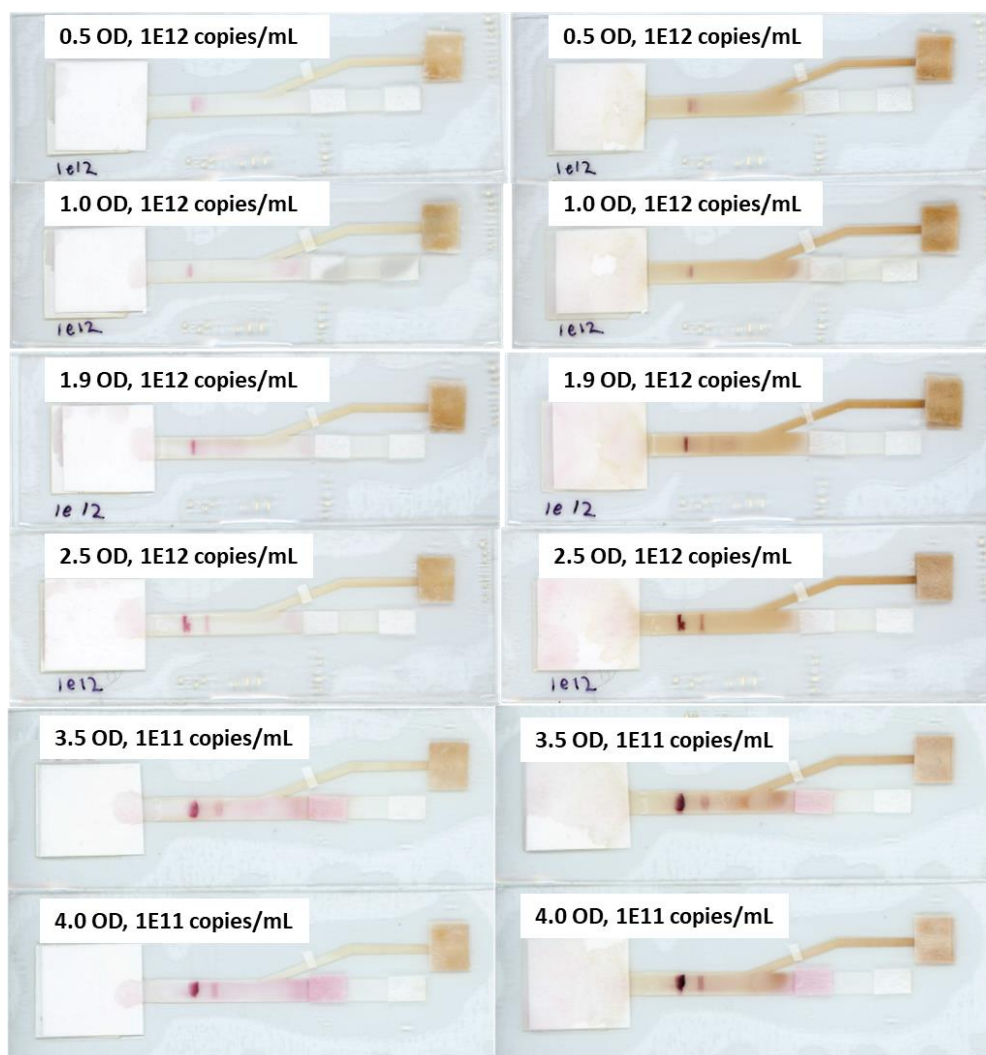 0.5 OD, 1E12 copies/mL
0.5 OD, 1E12 copies/mL
1e12
1e12
1.0 OD, 1E12 copies/mL
1.0 OD, 1E12 copies/mL
1e12
1e12
1.9 OD, 1E12 copies/mL
1.9 OD, 1E12 copies/mL
1e12
1e12
2.5 OD, 1E12 copies/mL
2.5 OD, 1E12 copies/mL
1e12
1e12
3.5 OD, 1E11 copies/mL
3.5 OD, 1E11 copies/mL
4.0 OD, 1E11 copies/mL
4.0 OD, 1E11 copies/mL